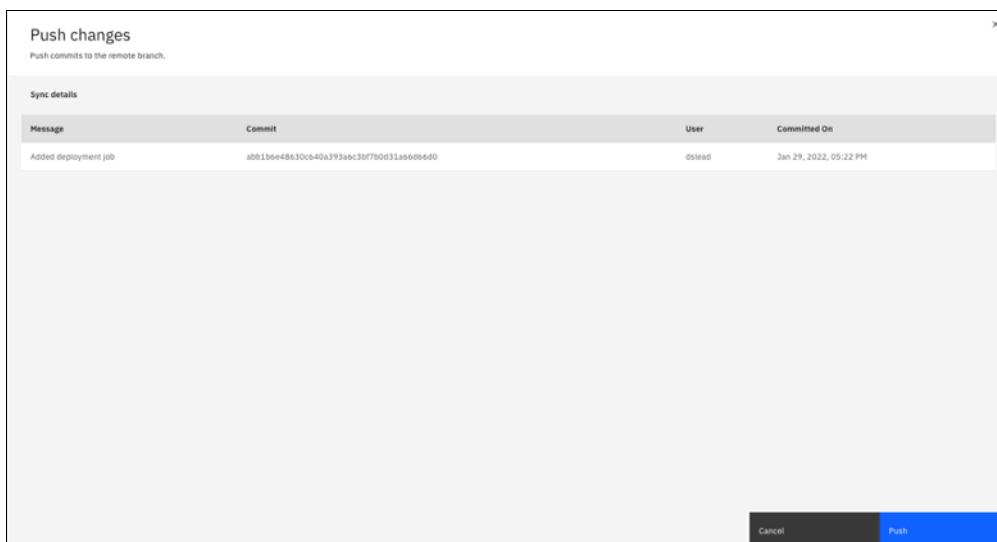 Push changes
Push commits to the remote branch.
Sync details
Message Commit User Committed On
Added deployment job abb1b6e48630c640a393a6c3bf7b0d31a66d66d0 dslead Jan 29, 2022, 05:22 PM
Cancel Push